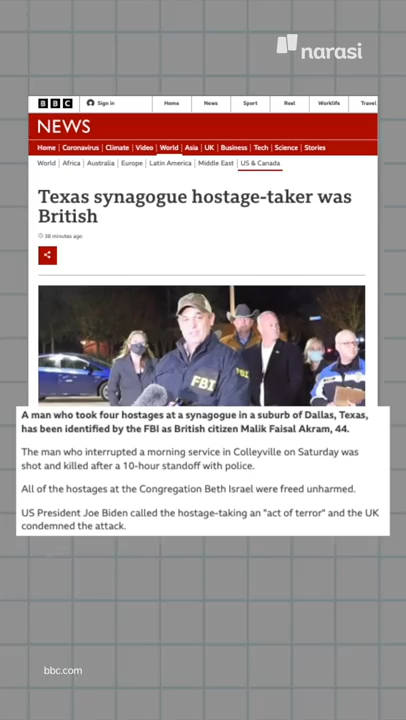 narasi
BBC Sign in Home News Sport Reel Worklife Travel
NEWS
Home Coronavirus Climate Video World Asia UK Business Tech Science Stories
World Africa Australia Europe Latin America Middle East US & Canada
Texas synagogue hostage-taker was
British
38 minutes ago
FBI
FBI
A man who took four hostages at a synagogue in a suburb of Dallas, Texas,
has been identified by the FBI as British citizen Malik Faisal Akram, 44.
The man who interrupted a morning service in Colleyville on Saturday was
shot and killed after a 10-hour standoff with police.
All of the hostages at the Congregation Beth Israel were freed unharmed.
US President Joe Biden called the hostage-taking an "act of terror" and the UK
condemned the attack.
bbc.com